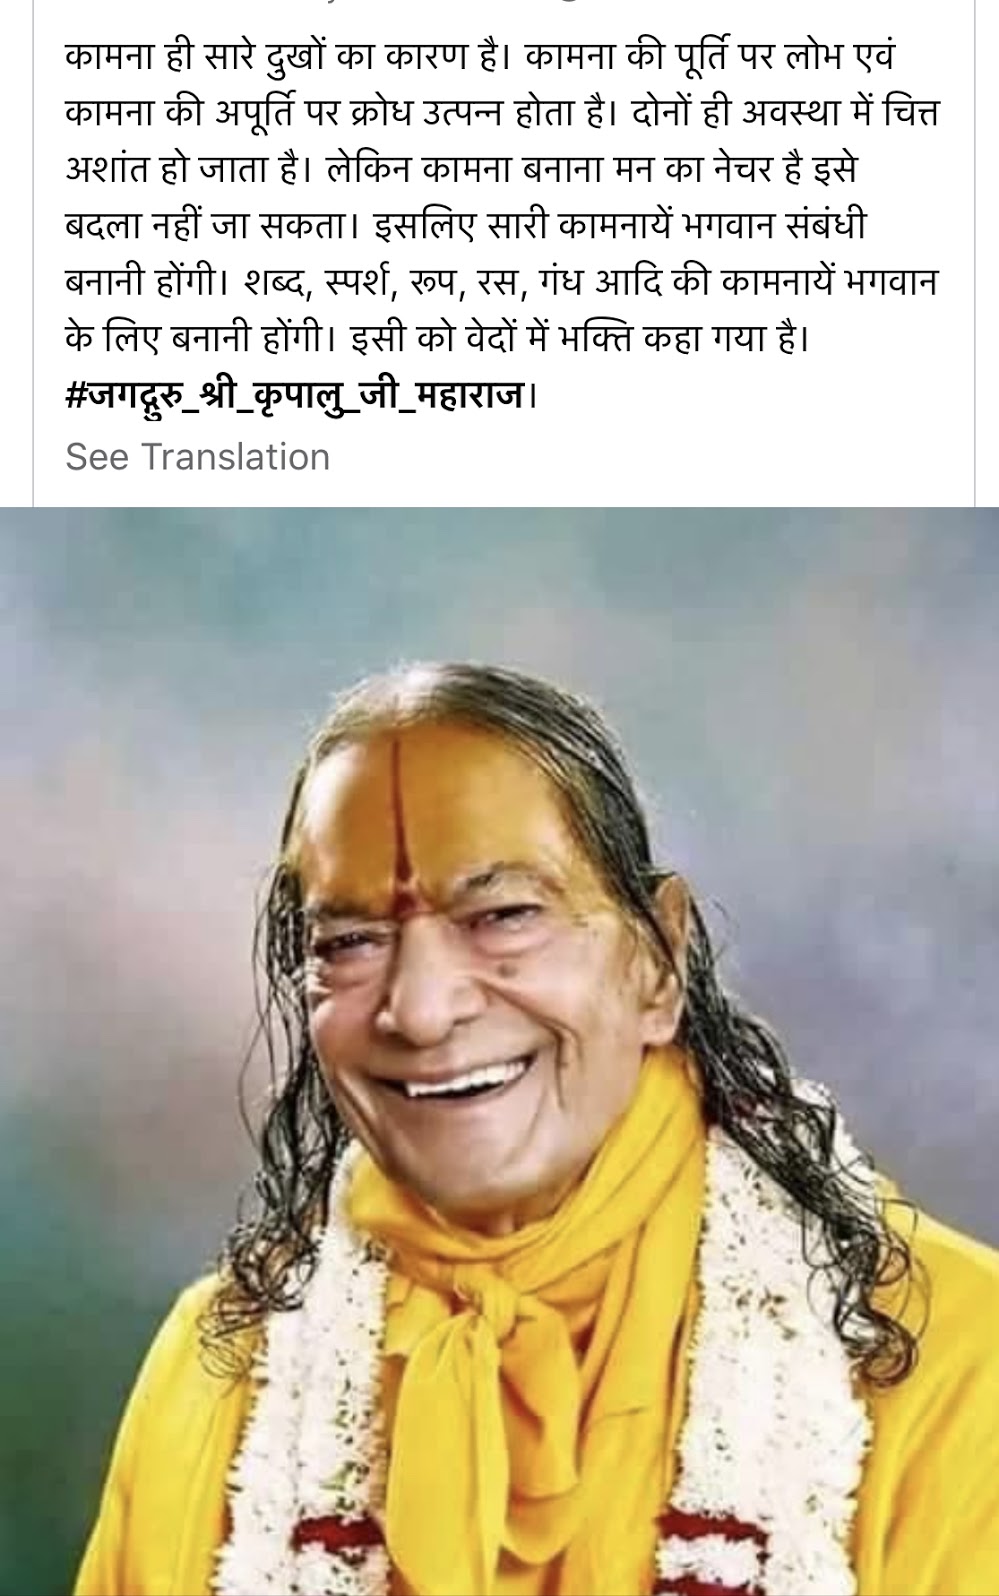 कामना ही सारे दुखों का कारण है। कामना की पूर्ति पर लोभ एवं
कामना की अपूर्ति पर क्रोध उत्पन्न होता है। दोनों ही अवस्था में चित्त
अशांत हो जाता है। लेकिन कामना बनाना मन का नेचर है इसे
बदला नहीं जा सकता। इसलिए सारी कामनायें भगवान संबंधी
बनानी होंगी। शब्द, स्पर्श, रूप, रस, गंध आदि की कामनायें भगवान
के लिए बनानी होंगी। इसी को वेदों में भक्ति कहा गया है।
#जगद्गुरु_श्री_कृपालु_जी_महाराज।
See Translation